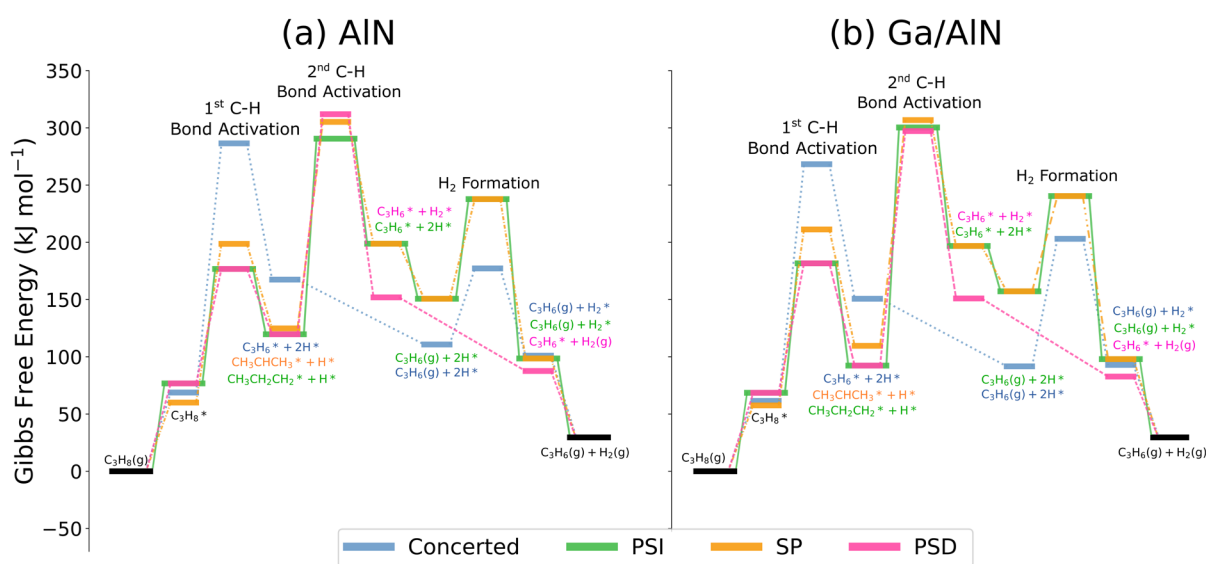 (a) AlN
(b) Ga/AlN
Gibbs Free Energy (kJ mol⁻¹)
350
300
250
200
150
100
50
0
−50
1ˢᵗ C-H
Bond Activation
2ⁿᵈ C-H
Bond Activation
H₂ Formation
C₃H₆* + H₂*
C₃H₆* + 2H*
C₃H₆(g) + H₂*
C₃H₆(g) + H₂*
C₃H₆* + H₂(g)
C₃H₆* + 2H*
CH₃CHCH₃* + H*
CH₃CH₂CH₂* + H*
C₃H₆(g) + 2H*
C₃H₆(g) + 2H*
C₃H₈*
C₃H₈(g)
C₃H₆(g) + H₂(g)
1ˢᵗ C-H
Bond Activation
2ⁿᵈ C-H
Bond Activation
H₂ Formation
C₃H₆* + H₂*
C₃H₆* + 2H*
C₃H₆(g) + H₂*
C₃H₆(g) + H₂*
C₃H₆* + H₂(g)
C₃H₆* + 2H*
CH₃CHCH₃* + H*
CH₃CH₂CH₂* + H*
C₃H₆(g) + 2H*
C₃H₆(g) + 2H*
C₃H₈*
C₃H₈(g)
C₃H₆(g) + H₂(g)
Concerted PSI SP PSD